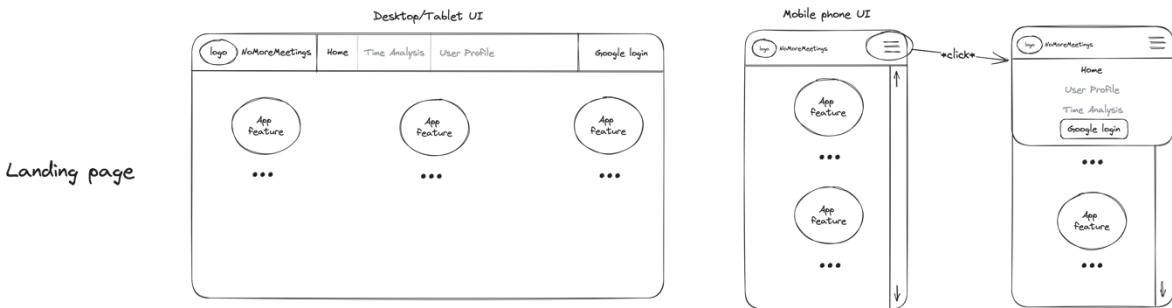 Desktop/Tablet UI
Mobile phone UI
Landing page
logo NoMoreMeetings Home Time Analysis User Profile Google login
App
feature
App
feature
App
feature
logo NoMoreMeetings
App
feature
App
feature
*click*
logo NoMoreMeetings
Home
User Profile
Time Analysis
Google login
App
feature